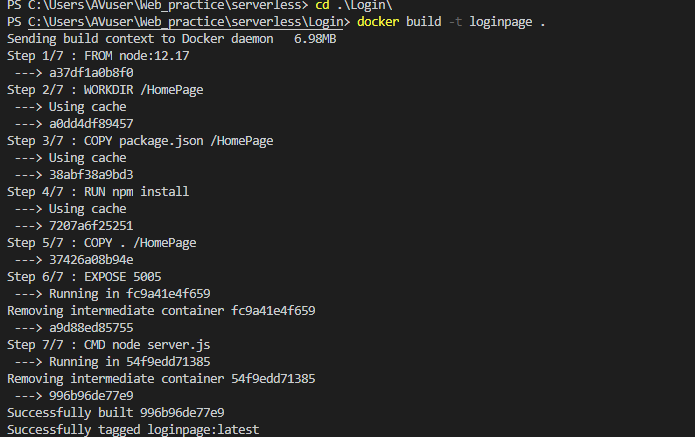 PS C:\Users\AVuser\Web_practice\serverless> cd .\Login\
PS C:\Users\AVuser\Web_practice\serverless\Login> docker build -t loginpage .
Sending build context to Docker daemon   6.98MB
Step 1/7 : FROM node:12.17
 ---> a37df1a0b8f0
Step 2/7 : WORKDIR /HomePage
 ---> Using cache
 ---> a0dd4df89457
Step 3/7 : COPY package.json /HomePage
 ---> Using cache
 ---> 38abf38a9bd3
Step 4/7 : RUN npm install
 ---> Using cache
 ---> 7207a6f25251
Step 5/7 : COPY . /HomePage
 ---> 37426a08b94e
Step 6/7 : EXPOSE 5005
 ---> Running in fc9a41e4f659
Removing intermediate container fc9a41e4f659
 ---> a9d88ed85755
Step 7/7 : CMD node server.js
 ---> Running in 54f9edd71385
Removing intermediate container 54f9edd71385
 ---> 996b96de77e9
Successfully built 996b96de77e9
Successfully tagged loginpage:latest